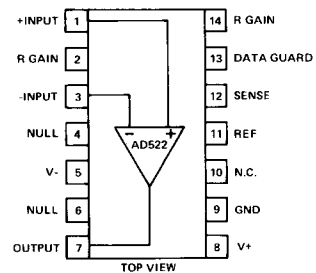 +INPUT 1 14 R GAIN
R GAIN 2 13 DATA GUARD
-INPUT 3 12 SENSE
NULL 4 11 REF
- +
AD522
V- 5 10 N.C.
NULL 6 9 GND
OUTPUT 7 8 V+
TOP VIEW